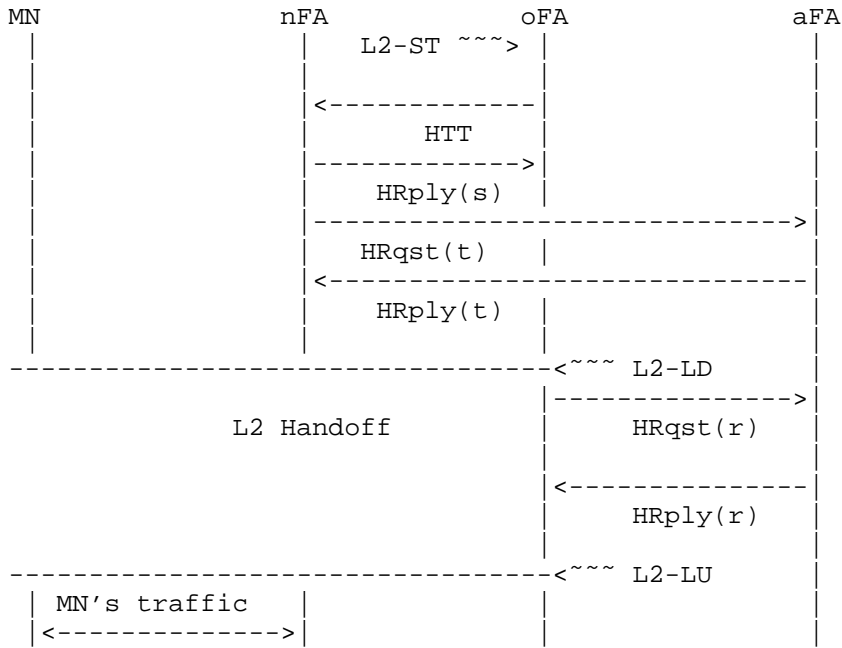 MN nFA oFA aFA
L2-ST ~~~>
<-------------
HTT
------------->
HRply(s)
------------------------------>
HRqst(t)
<------------------------------
HRply(t)
----------------------------------<~~~ L2-LD
--------------->
L2 Handoff HRqst(r)
<---------------
HRply(r)
----------------------------------<~~~ L2-LU
MN's traffic
<-------------->